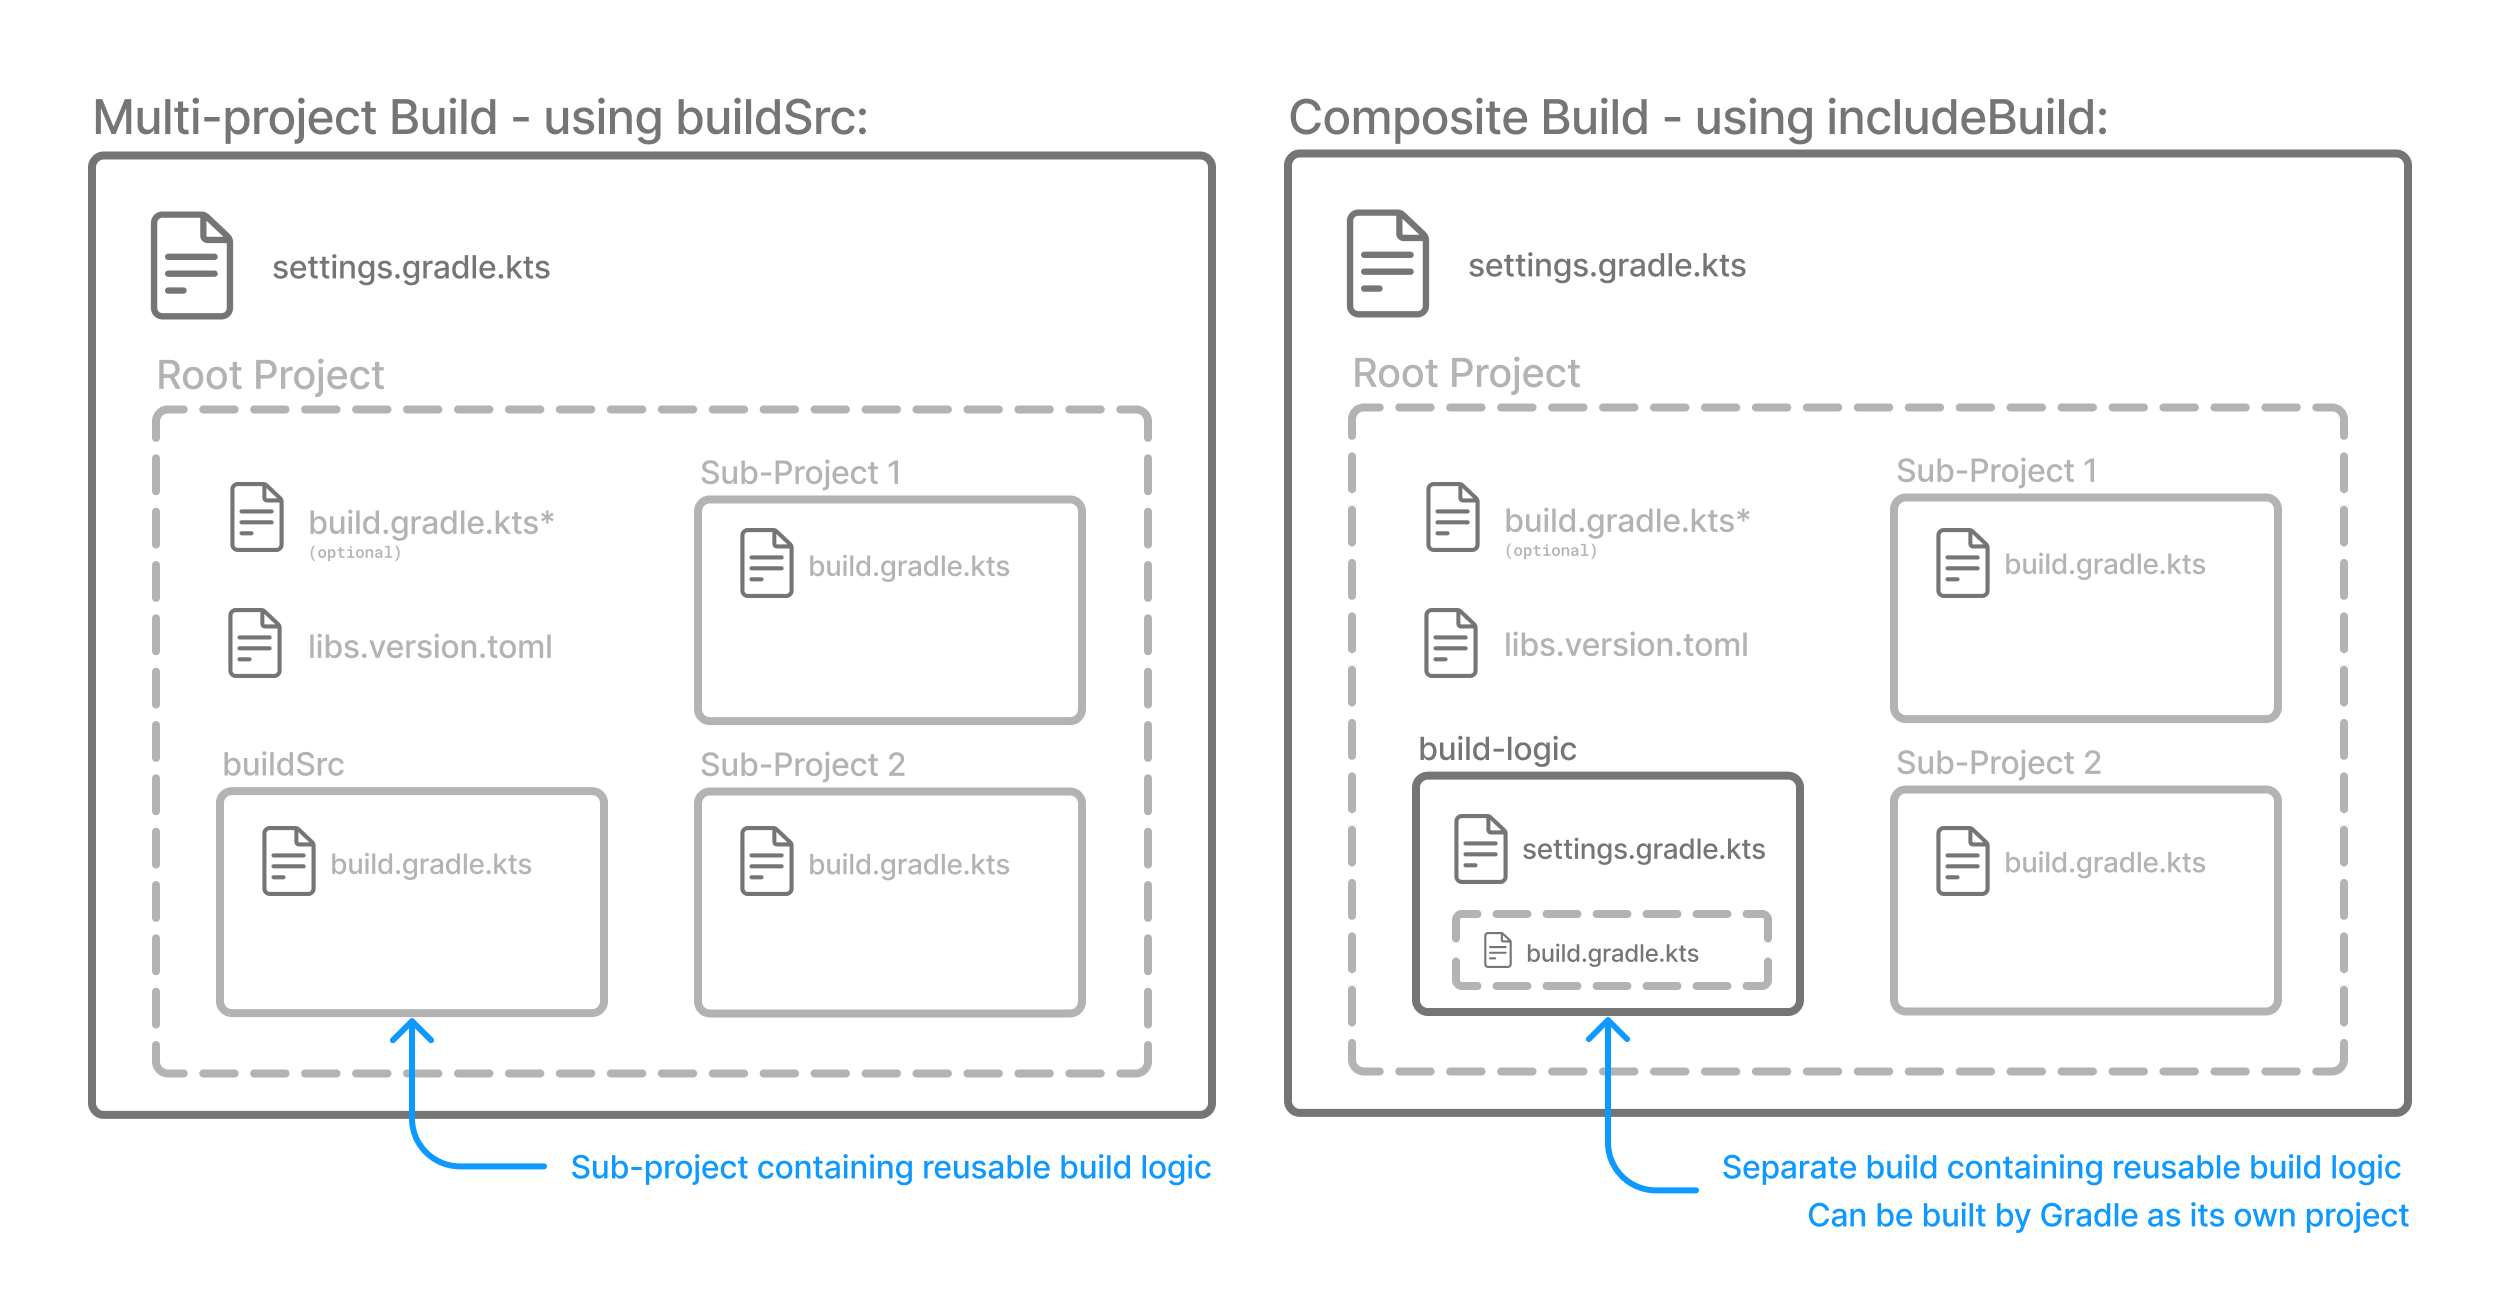 Multi-project Build - using buildSrc:
settings.gradle.kts
Root Project
build.gradle.kts*
(optional)
libs.version.toml
Sub-Project 1
build.gradle.kts
buildSrc
build.gradle.kts
Sub-Project 2
build.gradle.kts
Sub-project containing reusable build logic
Composite Build - using includeBuild:
settings.gradle.kts
Root Project
build.gradle.kts*
(optional)
libs.version.toml
Sub-Project 1
build.gradle.kts
build-logic
settings.gradle.kts
build.gradle.kts
Sub-Project 2
build.gradle.kts
Separate build containing reusable build logic
Can be built by Gradle as its own project